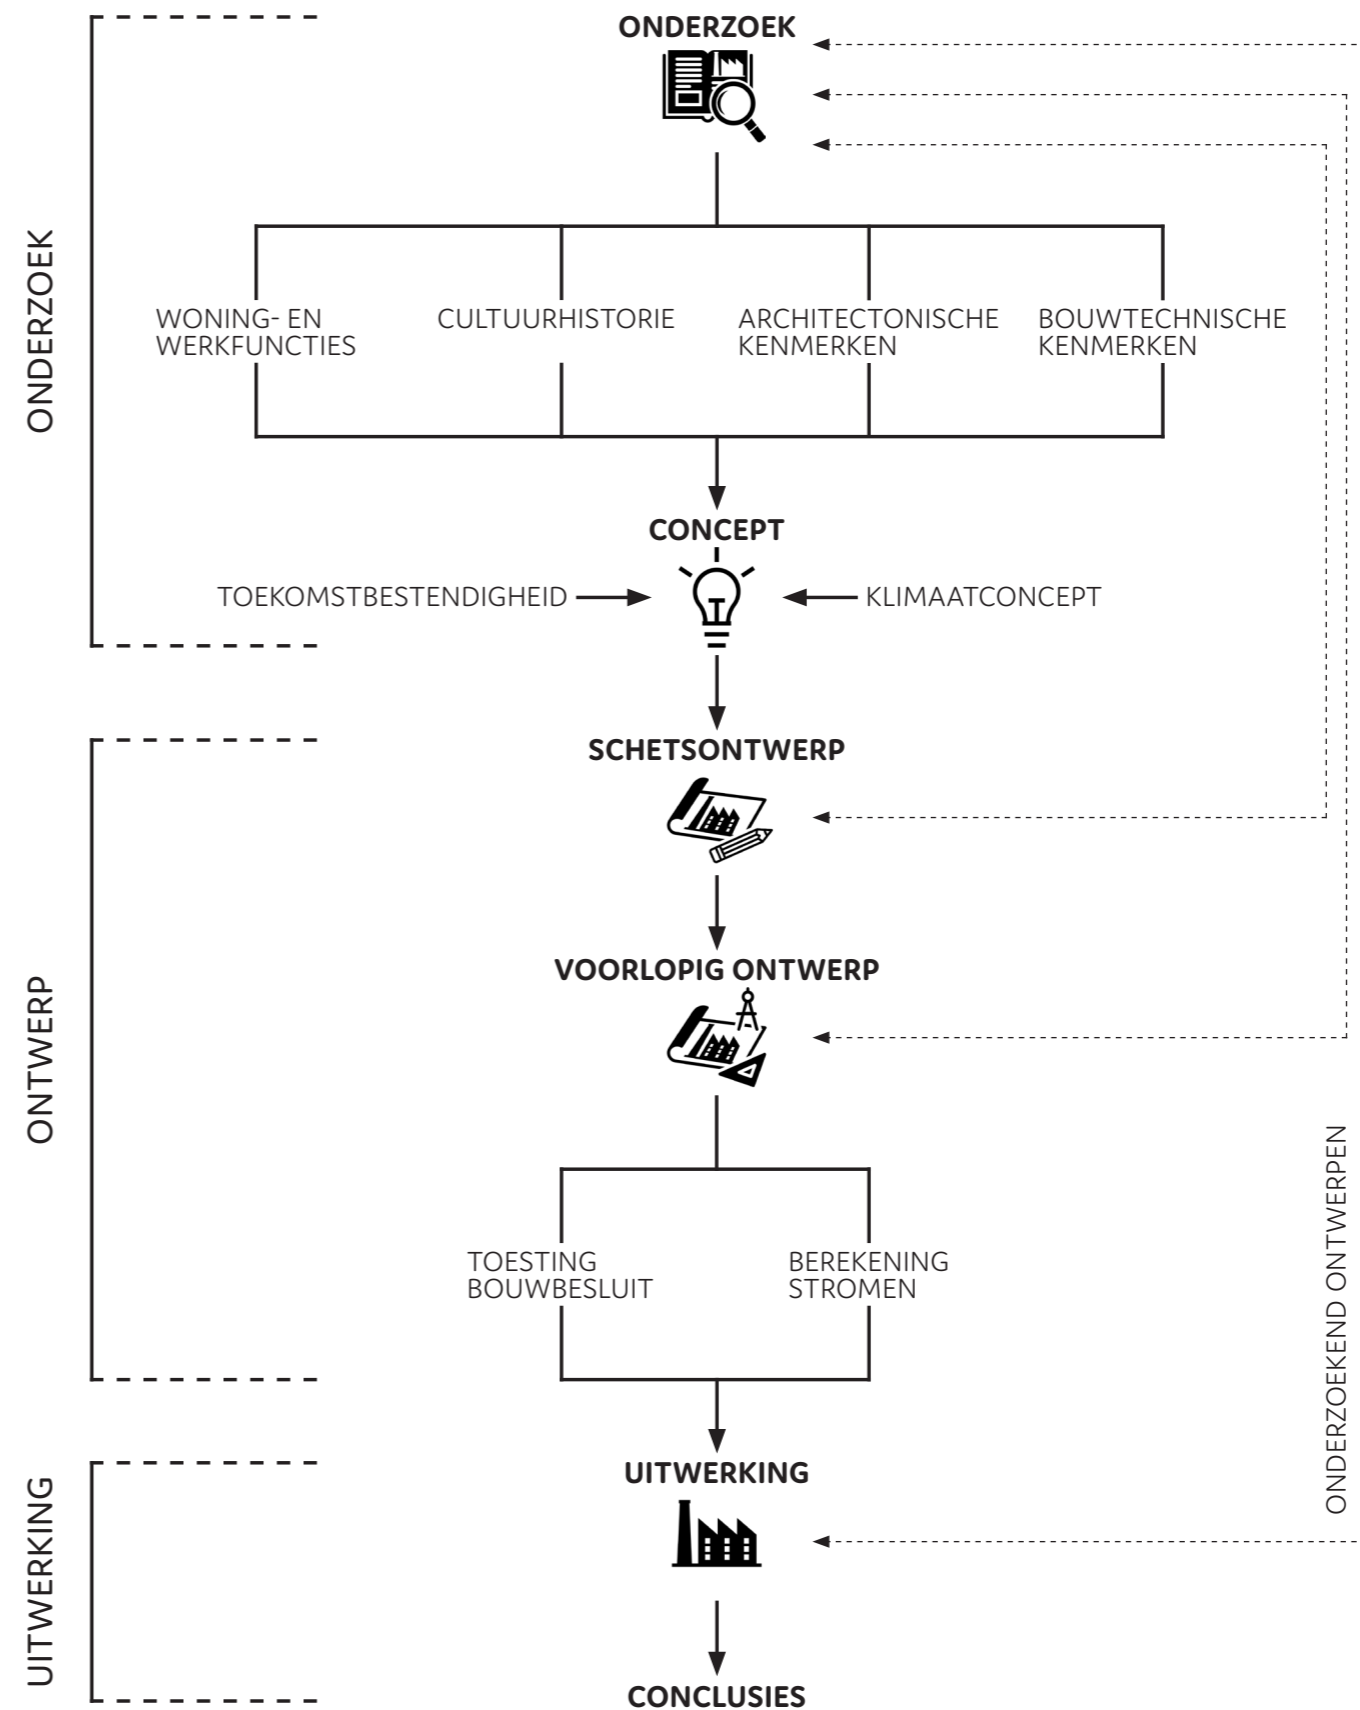 ONDERZOEK
ONDERZOEK
WONING- EN
WERKFUNCTIES
CULTUURHISTORIE
ARCHITECTONISCHE
KENMERKEN
BOUWTECHNISCHE
KENMERKEN
CONCEPT
TOEKOMSTBESTENDIGHEID
KLIMAATCONCEPT
ONTWERP
SCHETSONTWERP
VOORLOPIG ONTWERP
TOESTING
BOUWBESLUIT
BEREKENING
STROMEN
ONDERZOEKEND ONTWERPEN
UITWERKING
UITWERKING
CONCLUSIES